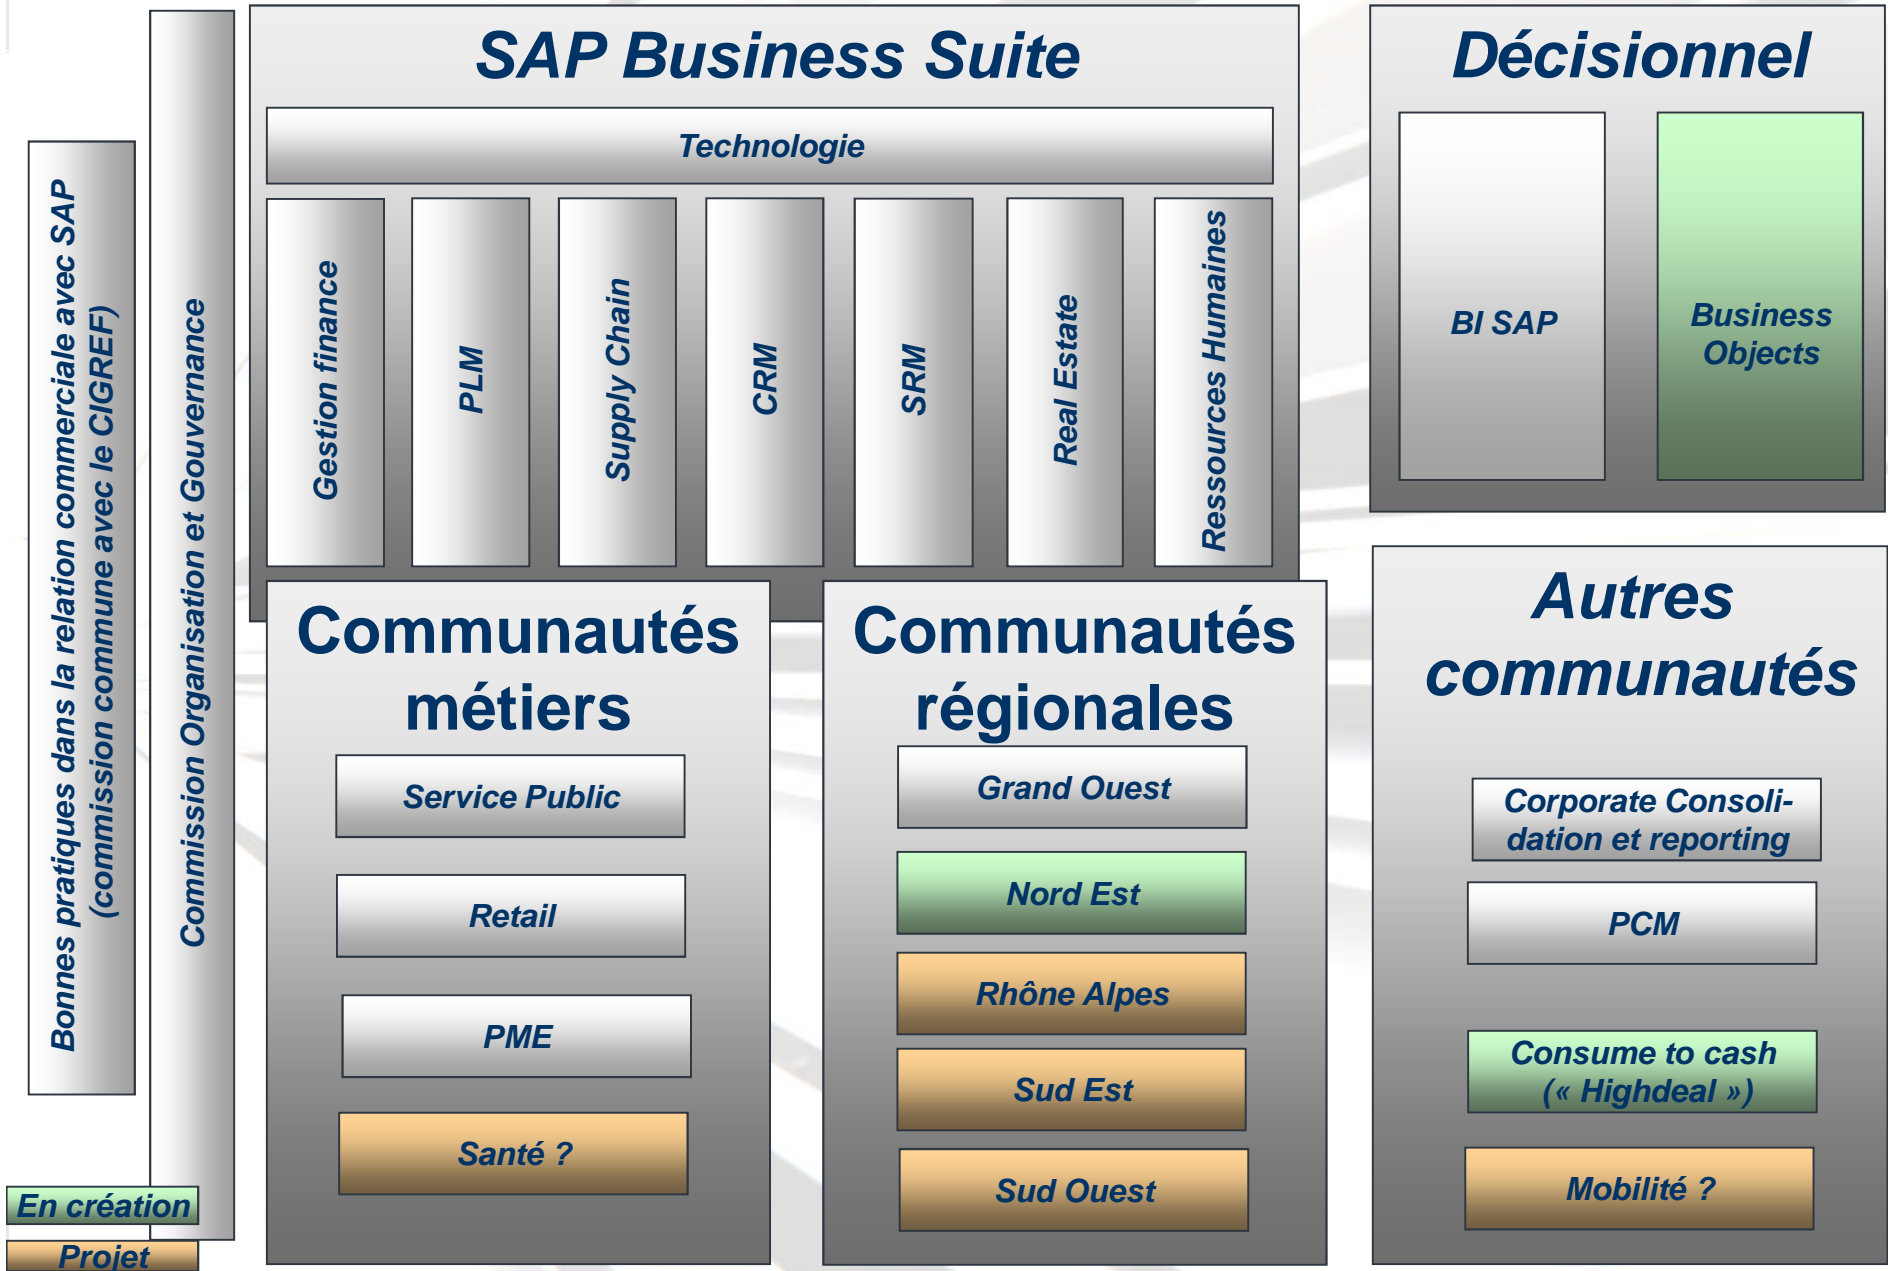 Bonnes pratiques dans la relation commerciale avec SAP
(commission commune avec le CIGREF)
Commission Organisation et Gouvernance
SAP Business Suite
Technologie
Gestion finance
PLM
Supply Chain
CRM
SRM
Real Estate
Ressources Humaines
Décisionnel
BI SAP
Business
Objects
Communautés
métiers
Service Public
Retail
PME
Santé ?
Communautés
régionales
Grand Ouest
Nord Est
Rhône Alpes
Sud Est
Sud Ouest
Autres
communautés
Corporate Consoli-
dation et reporting
PCM
Consume to cash
(« Highdeal »)
Mobilité ?
En création
Projet